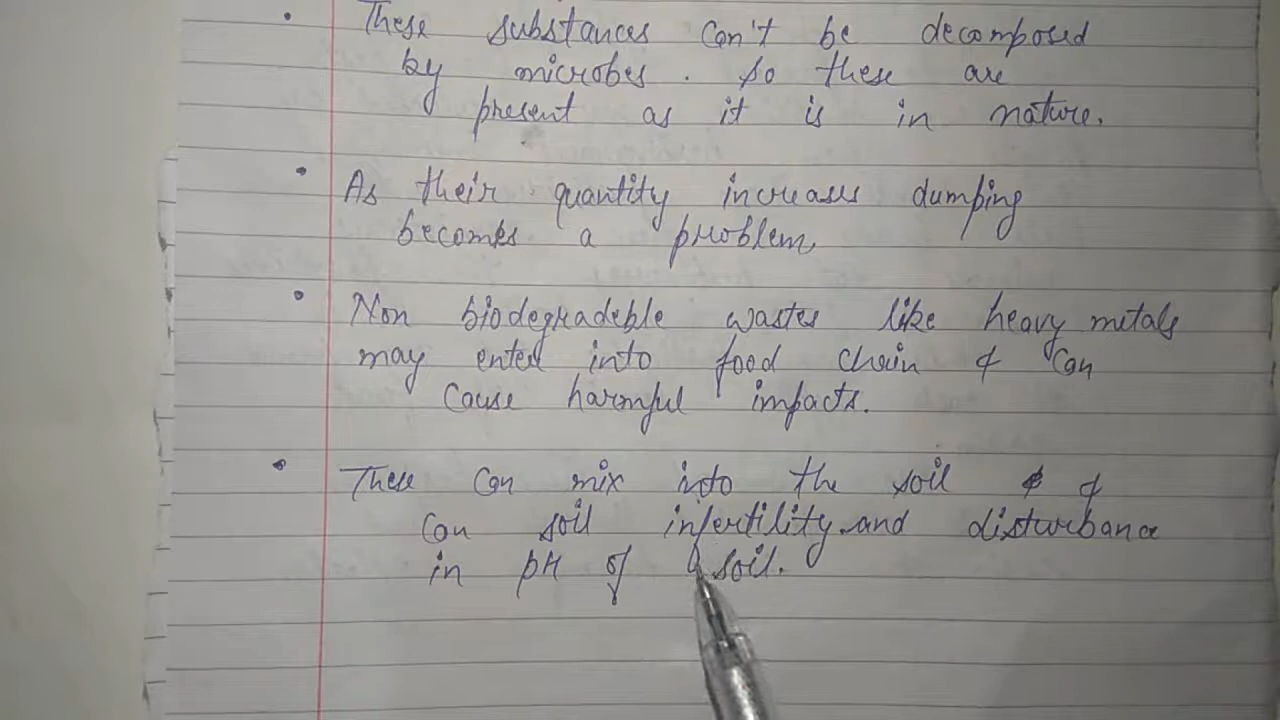 • These substances can't be decomposed
by microbes. so these are
present as it is in nature.
• As their quantity increases dumping
becomes a problem
• Non biodegradable wastes like heavy metals
may enter into food chain & can
cause harmful impacts.
• These can mix into the soil &
can soil infertility and disturbance
in pH of soil.